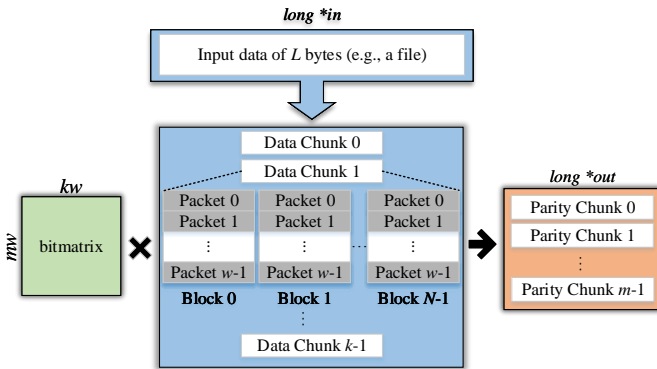 long *in
Input data of L bytes (e.g., a file)
Data Chunk 0
Data Chunk 1
Packet 0 Packet 0 Packet 0
Packet 1 Packet 1 Packet 1
⋮ ⋮ ⋮
Packet w-1 Packet w-1 ... Packet w-1
Block 0 Block 1 Block N-1
⋮
Data Chunk k-1
kw
mw
bitmatrix
long *out
Parity Chunk 0
Parity Chunk 1
⋮
Parity Chunk m-1